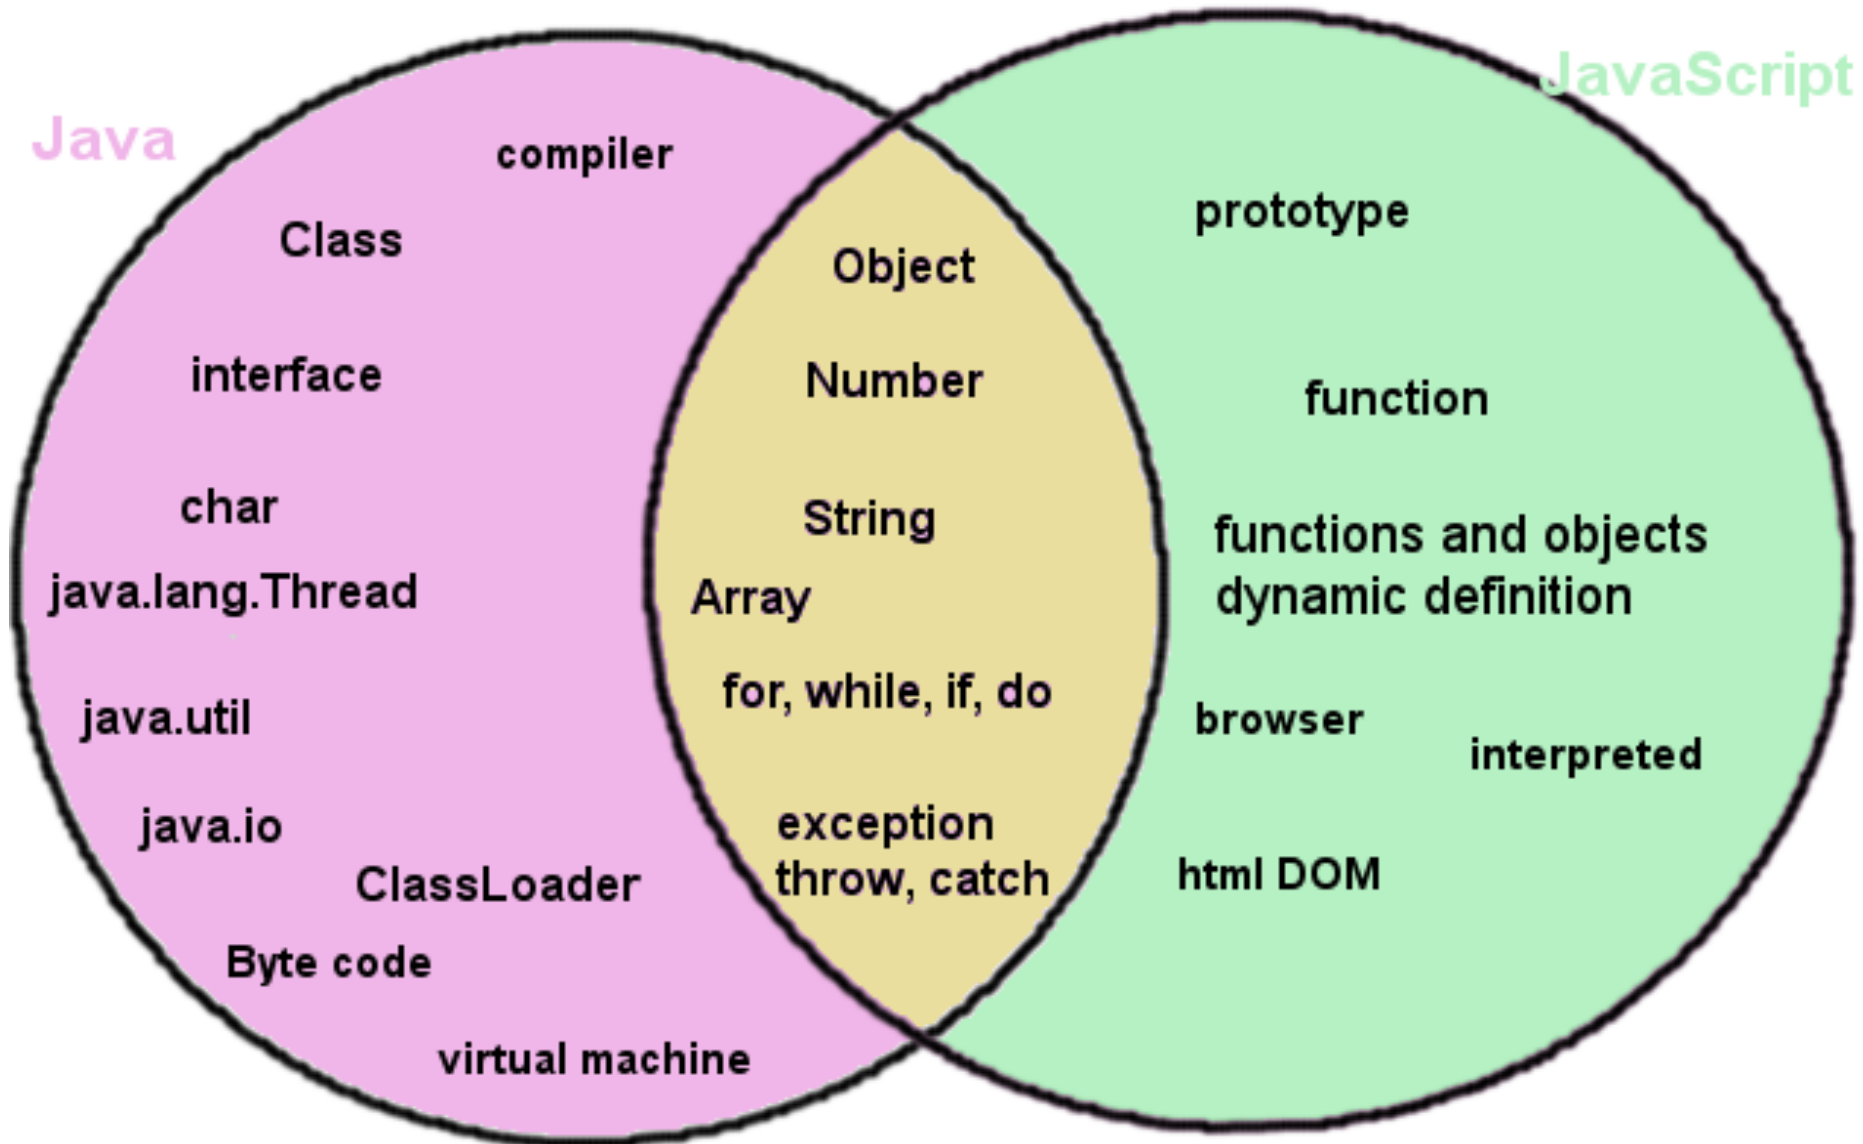 Java
JavaScript
compiler
Class
interface
char
java.lang.Thread
java.util
java.io
ClassLoader
Byte code
virtual machine
Object
Number
String
Array
for, while, if, do
exception
throw, catch
prototype
function
functions and objects
dynamic definition
browser
interpreted
html DOM